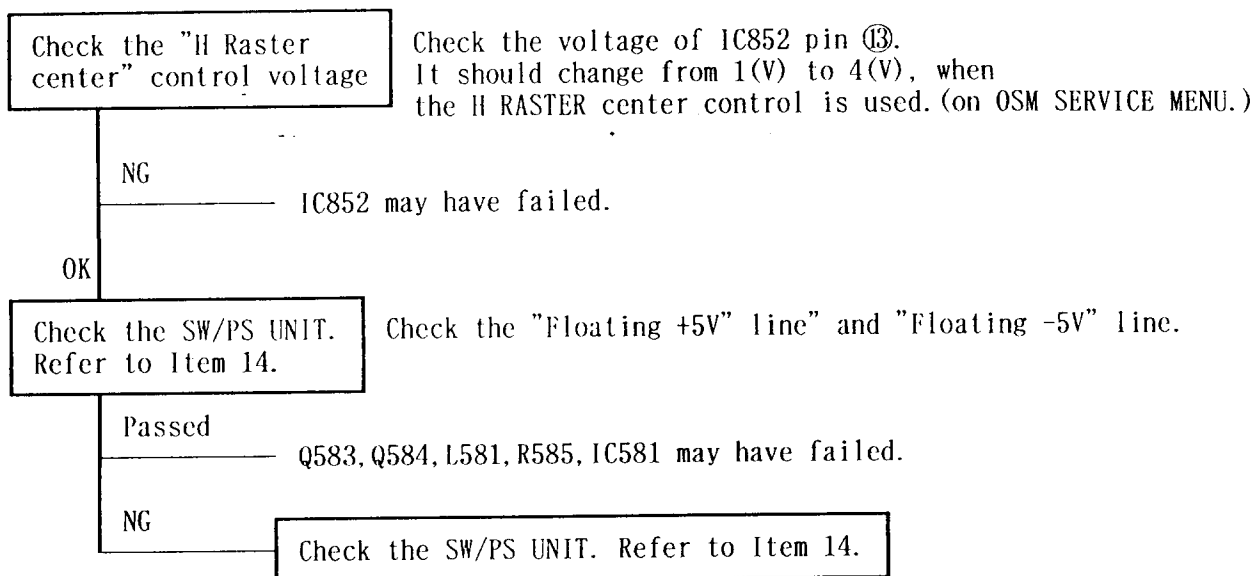 Check the "H Raster
center" control voltage
Check the voltage of IC852 pin ⑬.
It should change from 1(V) to 4(V), when
the H RASTER center control is used.(on OSM SERVICE MENU.)
NG
IC852 may have failed.
OK
Check the SW/PS UNIT.
Refer to Item 14.
Check the "Floating +5V" line" and "Floating -5V" line.
Passed
Q583,Q584,L581,R585,IC581 may have failed.
NG
Check the SW/PS UNIT. Refer to Item 14.